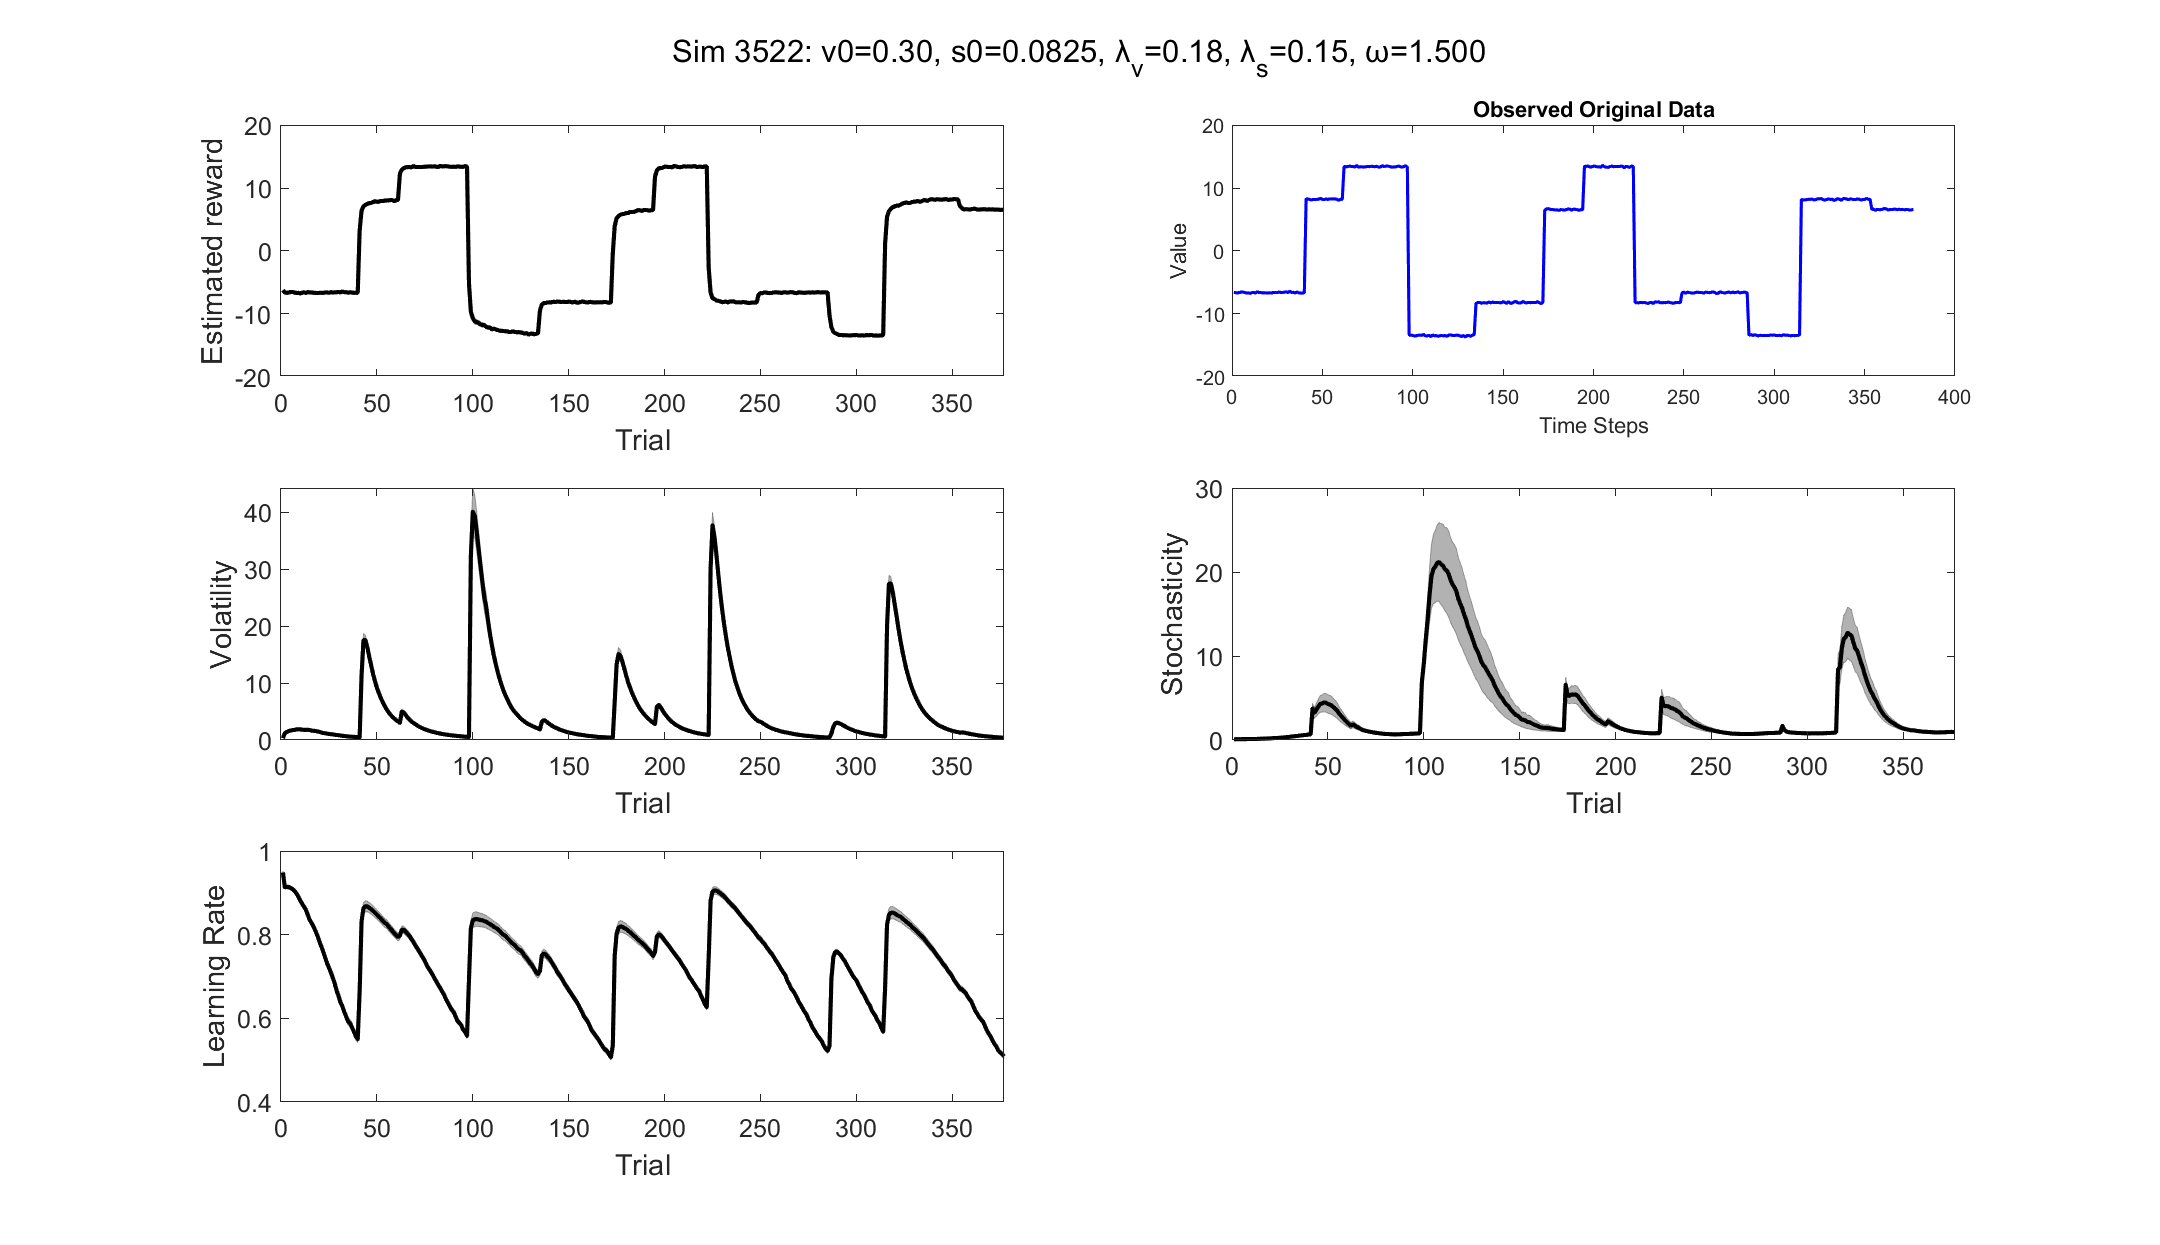 Sim 3522: v0=0.30, s0=0.0825, λv=0.18, λs=0.15, ω=1.500
20
10
0
-10
-20
Estimated reward
0 50 100 150 200 250 300 350
Trial
Observed Original Data
20
10
0
-10
-20
Value
0 50 100 150 200 250 300 350 400
Time Steps
40
30
20
10
0
Volatility
0 50 100 150 200 250 300 350
Trial
30
20
10
0
Stochasticity
0 50 100 150 200 250 300 350
Trial
1
0.8
0.6
0.4
Learning Rate
0 50 100 150 200 250 300 350
Trial